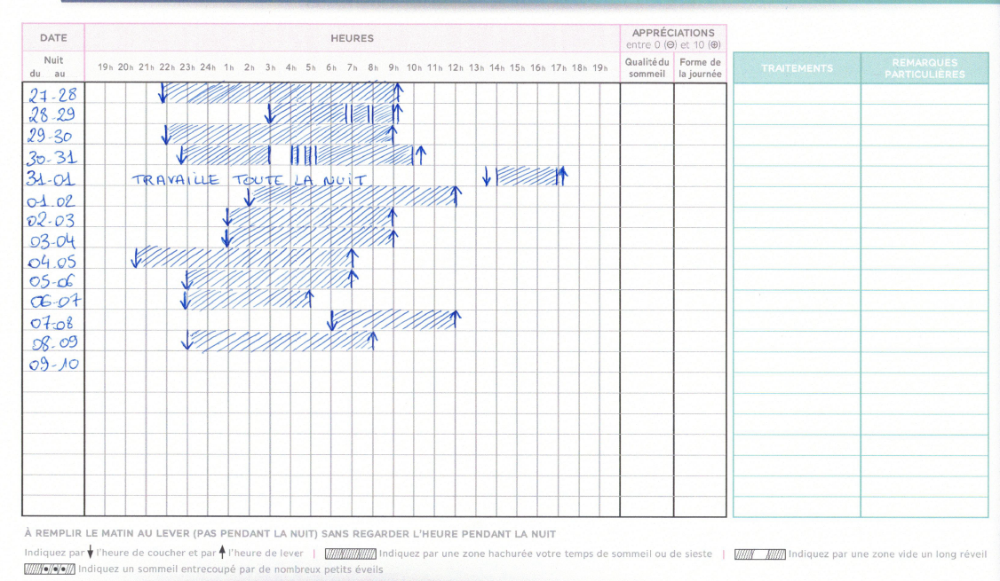 DATE HEURES APPRÉCIATIONS
entre 0 (⊖) et 10 (⊕)
Nuit
du au
19h 20h 21h 22h 23h 24h 1h 2h 3h 4h 5h 6h 7h 8h 9h 10h 11h 12h 13h 14h 15h 16h 17h 18h 19h
Qualité du
sommeil
Forme de
la journée
TRAITEMENTS
REMARQUES
PARTICULIÈRES
27-28
28-29
29-30
30-31
31-01 TRAVAILLE TOUTE LA NUIT
01.02
02-03
03-04
04.05
05-06
06-07
07-08
08-09
09-10
À REMPLIR LE MATIN AU LEVER (PAS PENDANT LA NUIT) SANS REGARDER L'HEURE PENDANT LA NUIT
Indiquez par ↓ l'heure de coucher et par ↑ l'heure de lever | Indiquez par une zone hachurée votre temps de sommeil ou de sieste | Indiquez par une zone vide un long réveil
Indiquez un sommeil entrecoupé par de nombreux petits éveils